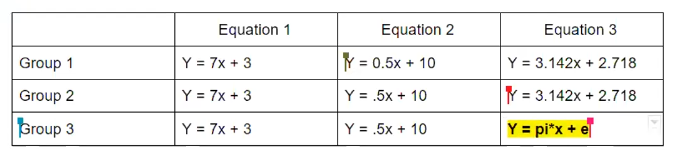 Equation 1 Equation 2 Equation 3
Group 1 Y = 7x + 3 Y = 0.5x + 10 Y = 3.142x + 2.718
Group 2 Y = 7x + 3 Y = .5x + 10 Y = 3.142x + 2.718
Group 3 Y = 7x + 3 Y = .5x + 10 Y = pi*x + e